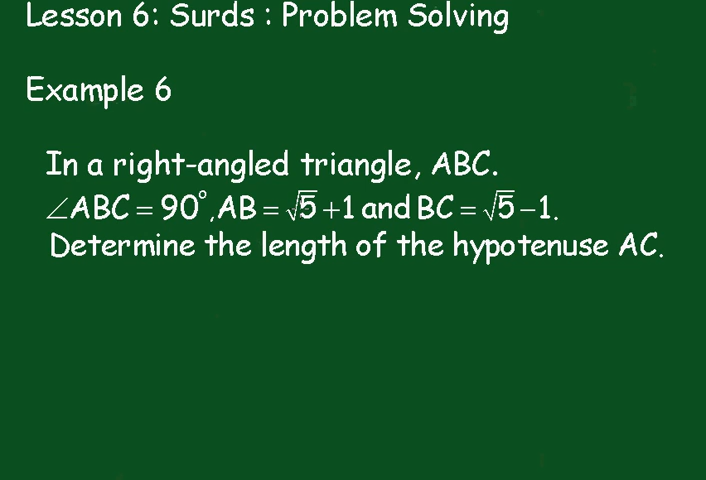 Lesson 6: Surds : Problem Solving
Example 6
In a right-angled triangle, ABC.
∠ABC = 90°, AB = √5 + 1 and BC = √5 − 1.
Determine the length of the hypotenuse AC.